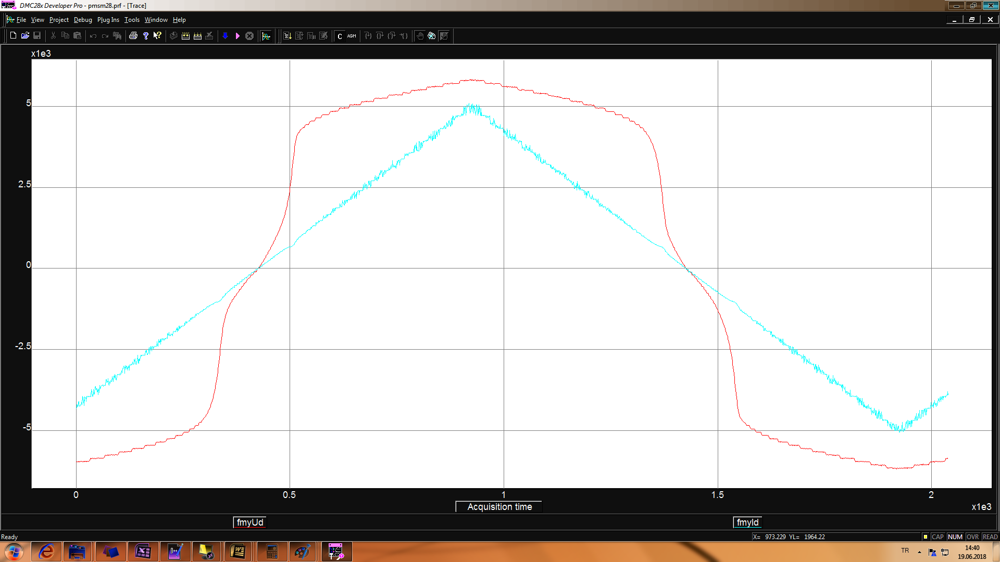 DMC28x Developer Pro - pmsm28.prf - [Trace]
File View Project Debug Plug Ins Tools Window Help
C ASM
x1e3
5
2.5
0
-2.5
-5
0 0.5 1 1.5 2
Acquisition time x1e3
fmyUd fmyId
Ready X= 973.229 YL= 1964.22 CAP NUM OVR READ
TR 14:40
19.06.2018